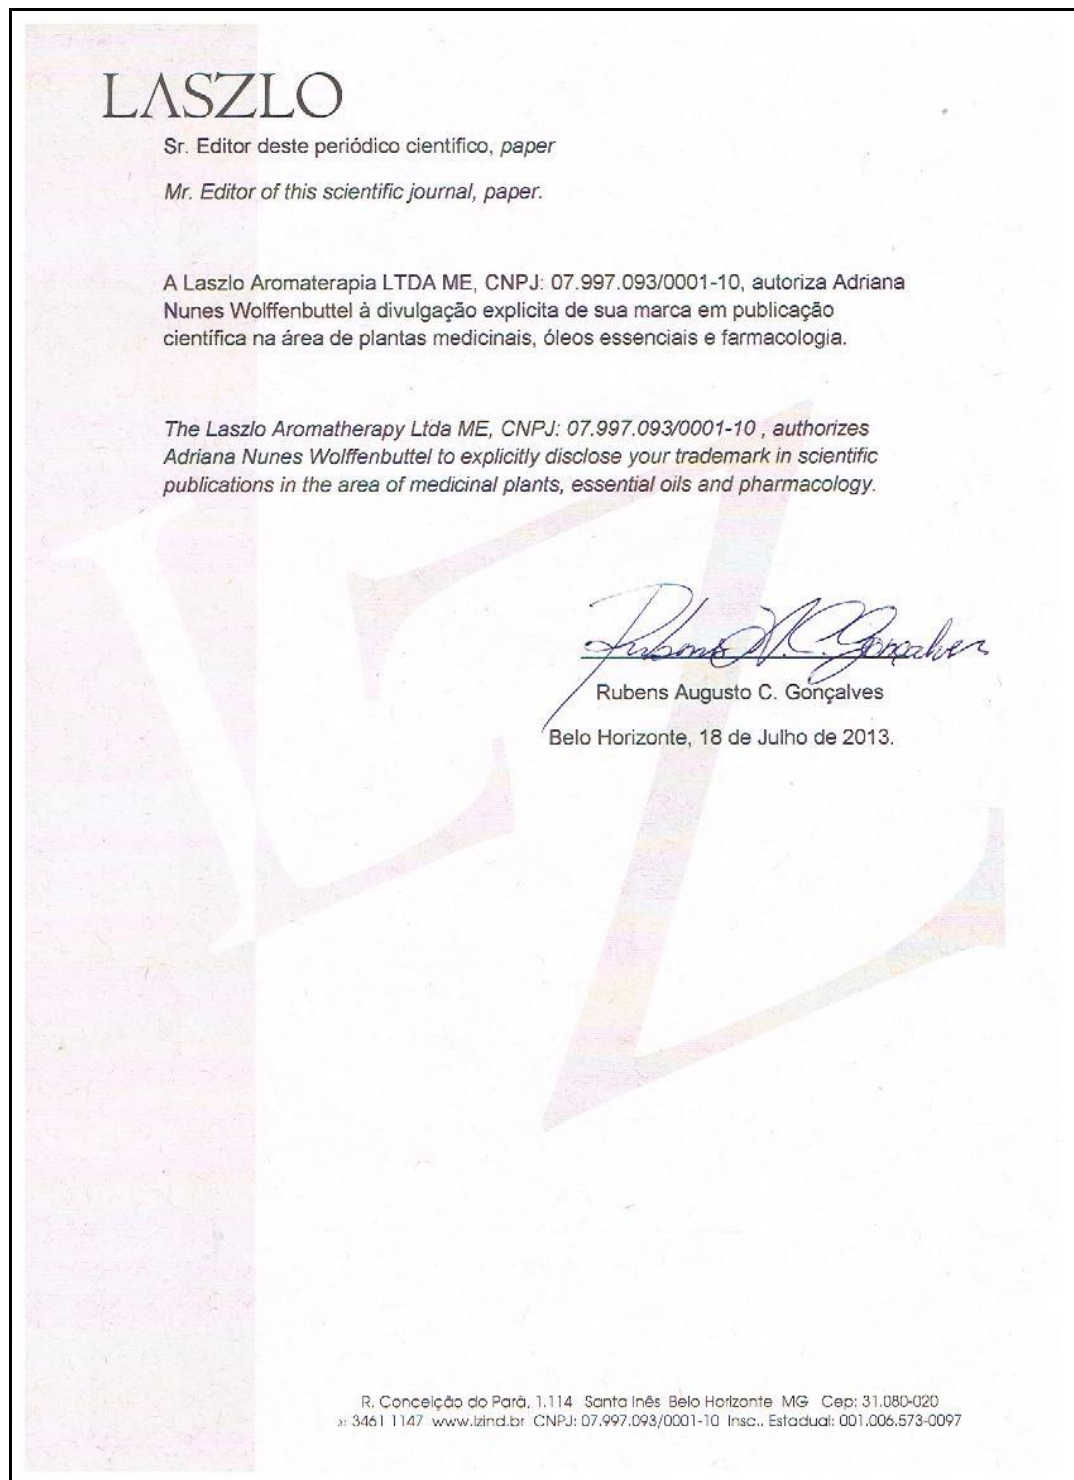 LASZLO
Sr. Editor deste periódico cientifico, paper
Mr. Editor of this scientific journal, paper.
A Laszlo Aromaterapia LTDA ME, CNPJ: 07.997.093/0001-10, autoriza Adriana
Nunes Wolffenbuttel à divulgação explicita de sua marca em publicação
científica na área de plantas medicinais, óleos essenciais e farmacologia.
The Laszlo Aromatherapy Ltda ME, CNPJ: 07.997.093/0001-10 , authorizes
Adriana Nunes Wolffenbuttel to explicitly disclose your trademark in scientific
publications in the area of medicinal plants, essential oils and pharmacology.
Rubens A. C. Gonçalves
Rubens Augusto C. Gonçalves
Belo Horizonte, 18 de Julho de 2013.
R. Conceição do Pará, 1.114 Santa Inês Belo Horizonte MG Cep: 31.080-020
31 3461 1147 www.lzind.br CNPJ: 07.997.093/0001-10 Insc.. Estadual: 001.006.573-0097